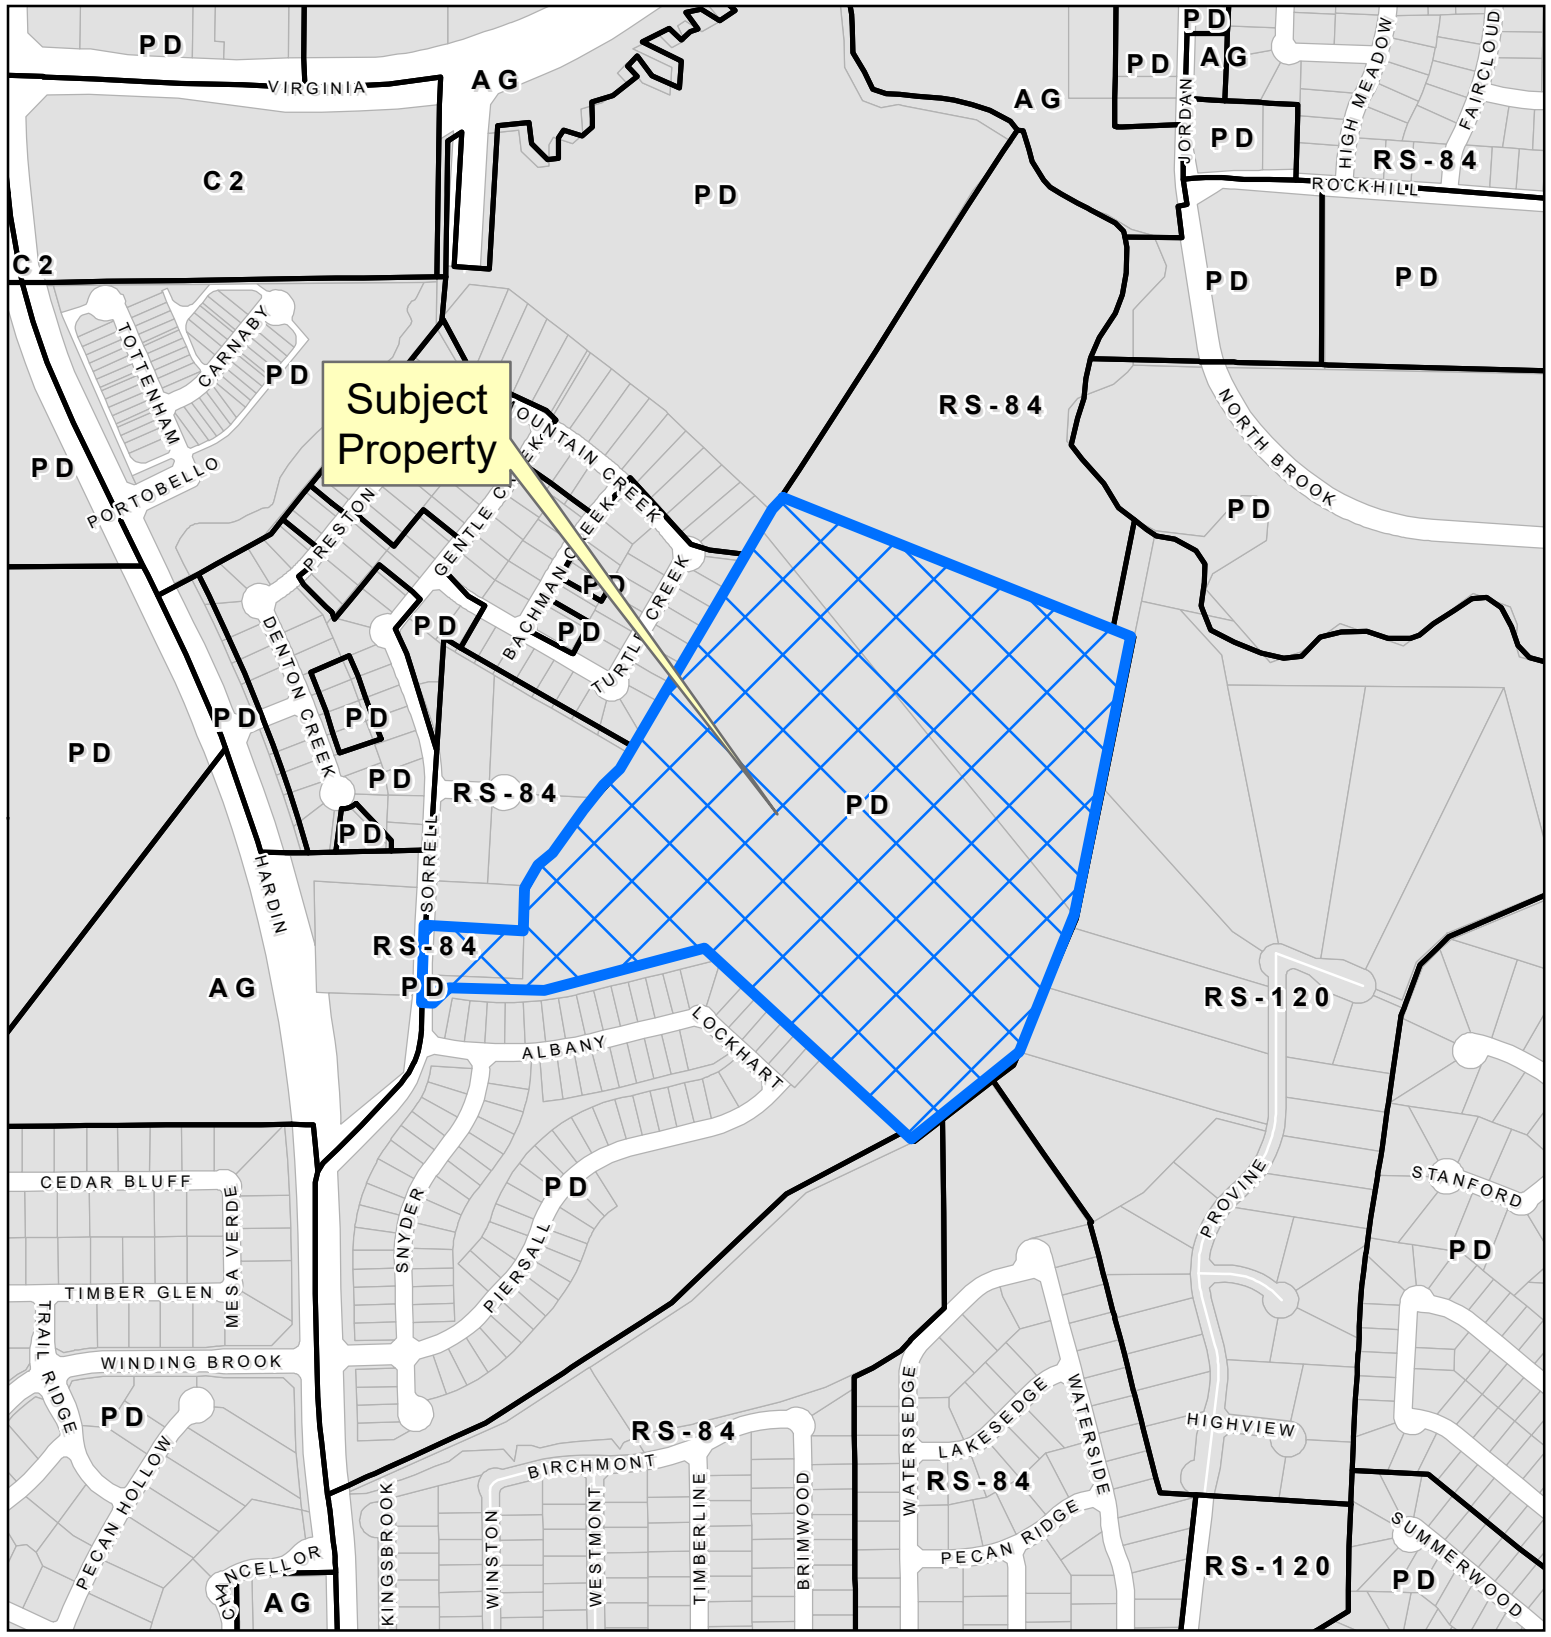 PD
VIRGINIA
AG
C2
C2
PD
AG
PD
PD
AG
JORDAN
PD
HIGH MEADOW
FAIRCLOUD
RS-84
ROCKHILL
PD
PD
TOTTENHAM
CARNABY
PD
PD
PORTOBELLO
Subject
Property
RS-84
NORTH BROOK
PD
MOUNTAIN CREEK
PRESTON
GENTLE CREEK
BACHMAN CREEK
TURTLE CREEK
PD
PD
PD
DENTON CREEK
PD
PD
PD
PD
PD
RS-84
SORRELL
PD
HARDIN
RS-84
PD
AG
RS-120
ALBANY
LOCKHART
CEDAR BLUFF
MESA VERDE
TIMBER GLEN
TRAIL RIDGE
WINDING BROOK
PD
PECAN HOLLOW
CHANCELLOR
AG
SNYDER
PIERSALL
PD
PROVINE
STANFORD
PD
RS-84
BIRCHMONT
KINGSBROOK
WINSTON
WESTMONT
TIMBERLINE
BRIMWOOD
WATERSEDGE
LAKESEDGE
WATERSIDE
RS-84
PECAN RIDGE
HIGHVIEW
RS-120
SUMMERWOOD
PD